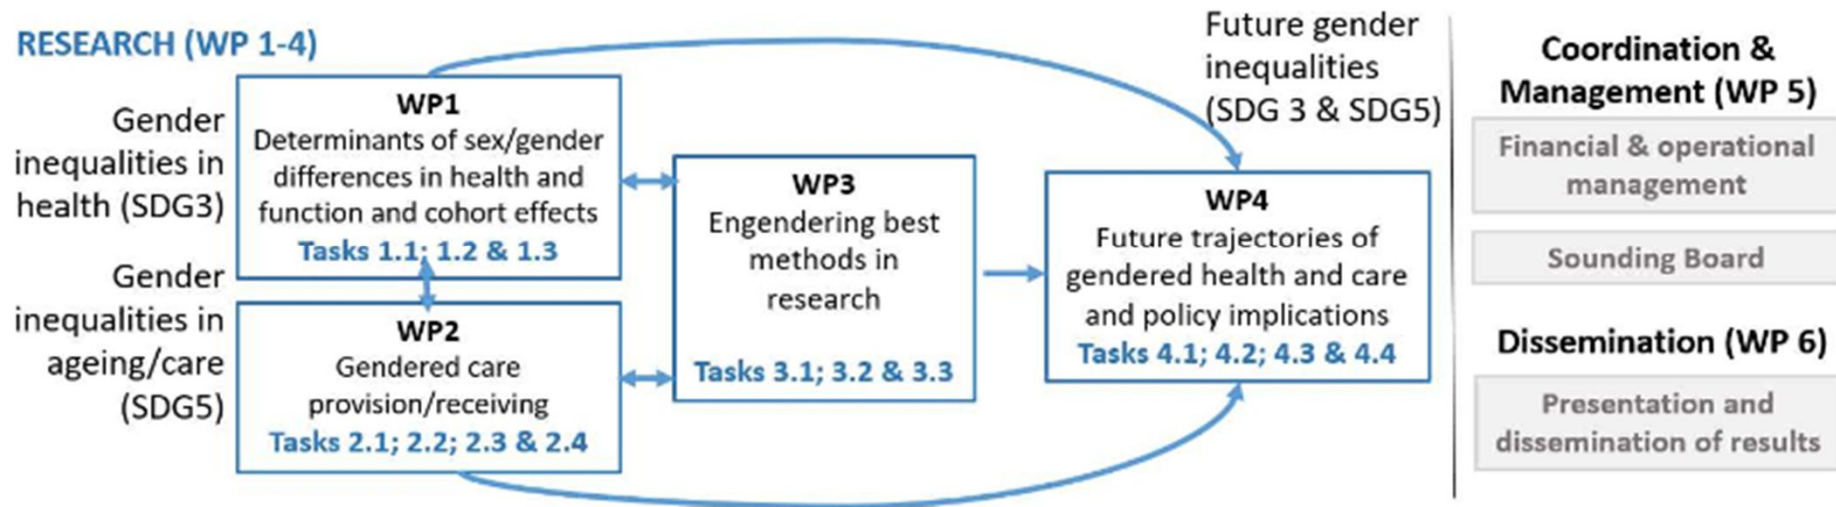 RESEARCH (WP 1-4)
Gender
inequalities in
health (SDG3)
Gender
inequalities in
ageing/care
(SDG5)
WP1
Determinants of sex/gender
differences in health and
function and cohort effects
Tasks 1.1; 1.2 & 1.3
WP2
Gendered care
provision/receiving
Tasks 2.1; 2.2; 2.3 & 2.4
WP3
Engendering best
methods in
research
Tasks 3.1; 3.2 & 3.3
Future gender
inequalities
(SDG 3 & SDG5)
WP4
Future trajectories of
gendered health and care
and policy implications
Tasks 4.1; 4.2; 4.3 & 4.4
Coordination &
Management (WP 5)
Financial & operational
management
Sounding Board
Dissemination (WP 6)
Presentation and
dissemination of results